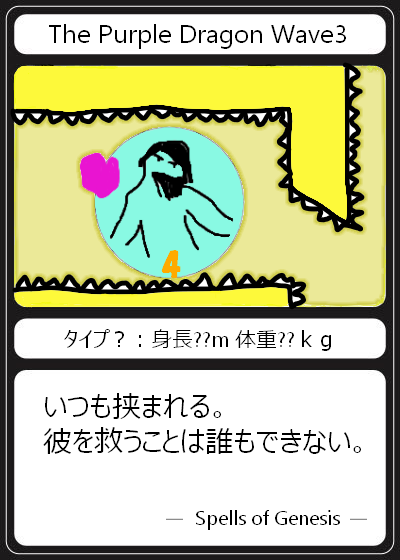 The Purple Dragon Wave3
4
タイプ？：身長??m 体重??ｋｇ
いつも挟まれる。
彼を救うことは誰もできない。
— Spells of Genesis —